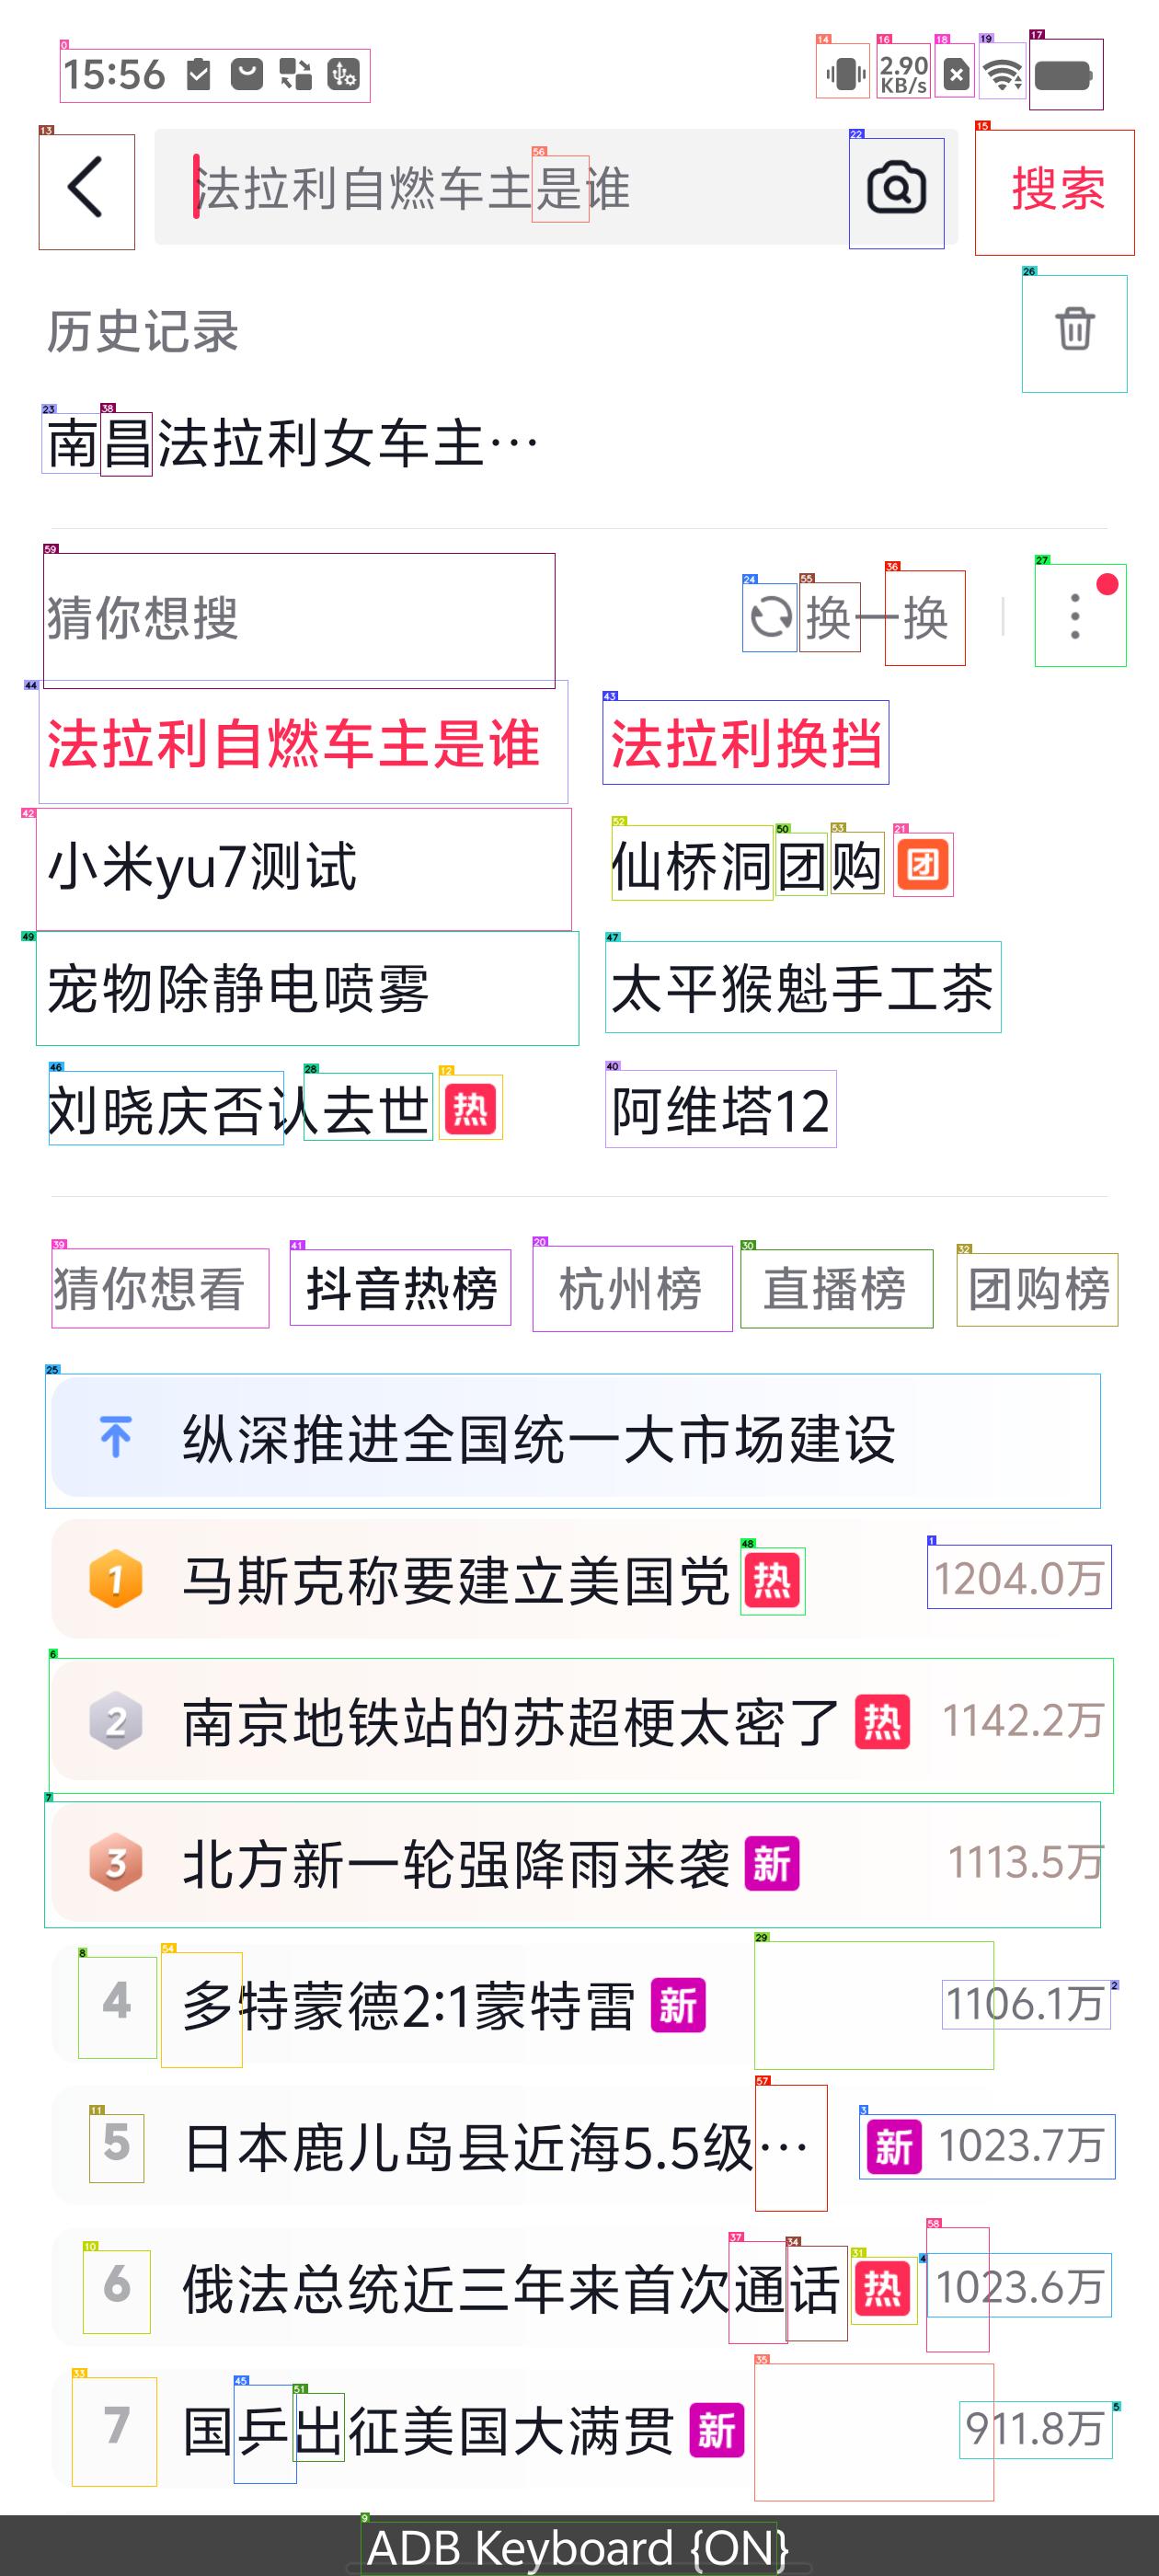 15:56 2.90 KB/s
法拉利自燃车主是谁 搜索
历史记录
南昌法拉利女车主…
猜你想搜 换一换
法拉利自燃车主是谁 法拉利换挡
小米yu7测试 仙桥洞团购 团
宠物除静电喷雾 太平猴魁手工茶
刘晓庆否认去世 热 阿维塔12
猜你想看 抖音热榜 杭州榜 直播榜 团购榜
纵深推进全国统一大市场建设
1 马斯克称要建立美国党 热 1204.0万
2 南京地铁站的苏超梗太密了 热 1142.2万
3 北方新一轮强降雨来袭 新 1113.5万
4 多特蒙德2:1蒙特雷 新 1106.1万
5 日本鹿儿岛县近海5.5级… 新 1023.7万
6 俄法总统近三年来首次通话 热 1023.6万
7 国乒出征美国大满贯 新 911.8万
ADB Keyboard {ON}